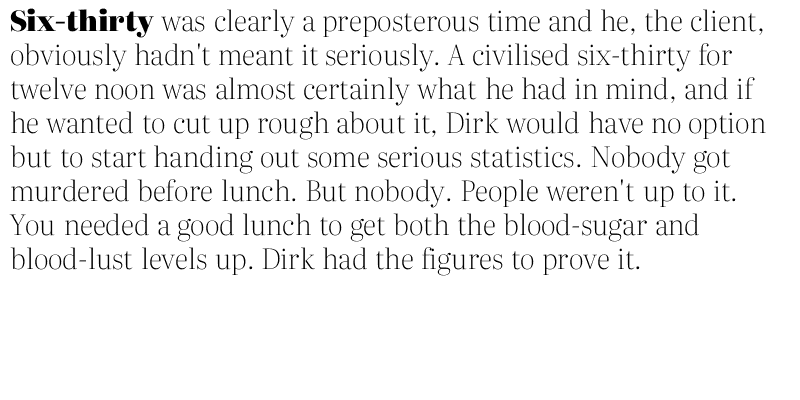 Six-thirty was clearly a preposterous time and he, the client,
obviously hadn't meant it seriously. A civilised six-thirty for
twelve noon was almost certainly what he had in mind, and if
he wanted to cut up rough about it, Dirk would have no option
but to start handing out some serious statistics. Nobody got
murdered before lunch. But nobody. People weren't up to it.
You needed a good lunch to get both the blood-sugar and
blood-lust levels up. Dirk had the figures to prove it.